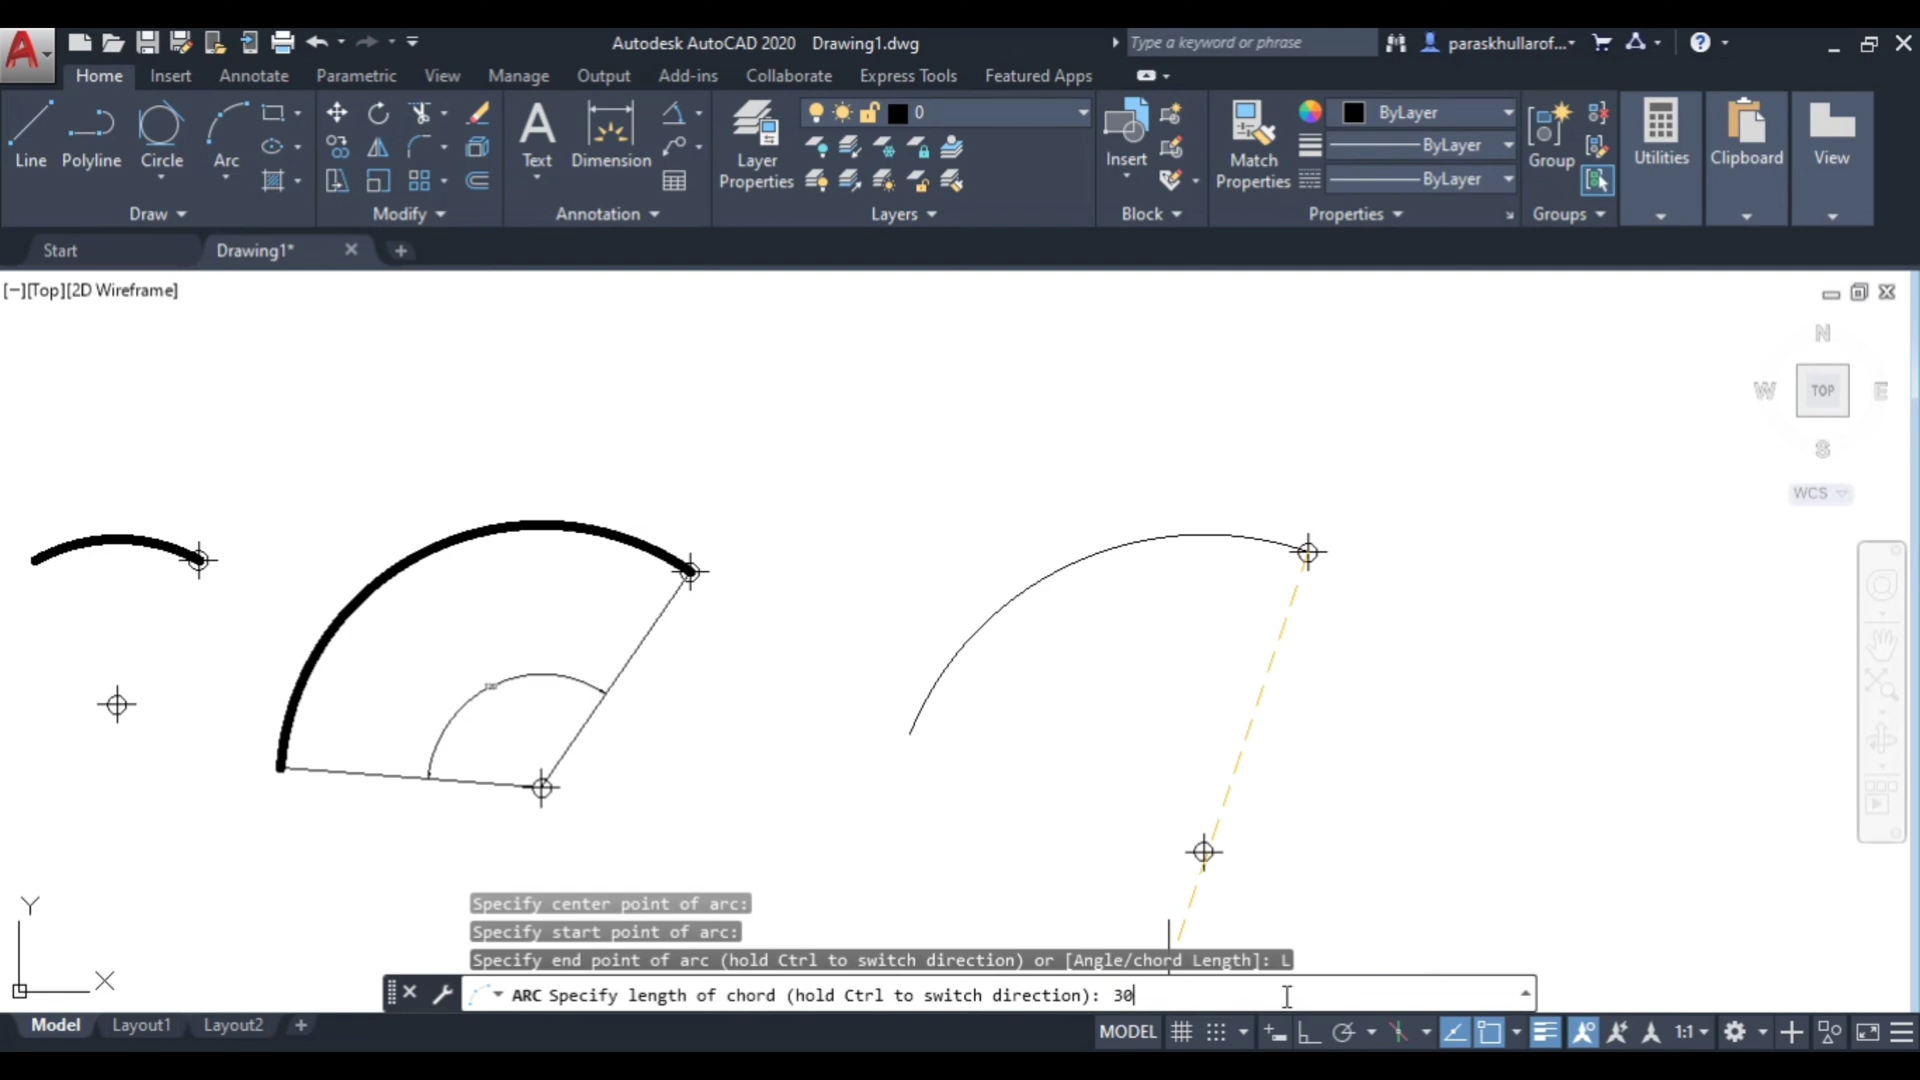 Autodesk AutoCAD 2020 Drawing1.dwg
Type a keyword or phrase
paraskhullarof...
Home Insert Annotate Parametric View Manage Output Add-ins Collaborate Express Tools Featured Apps
Line Polyline Circle Arc
Text Dimension
Layer Properties
0
Insert
Match Properties
ByLayer
ByLayer
ByLayer
Group
Utilities
Clipboard
View
Draw Modify Annotation Layers Block Properties Groups
Start Drawing1*
[−][Top][2D Wireframe]
N
W TOP E
S
WCS
Y
X
Specify center point of arc:
Specify start point of arc:
Specify end point of arc (hold Ctrl to switch direction) or [Angle/chord Length]: L
ARC Specify length of chord (hold Ctrl to switch direction): 30
Model Layout1 Layout2
MODEL 1:1